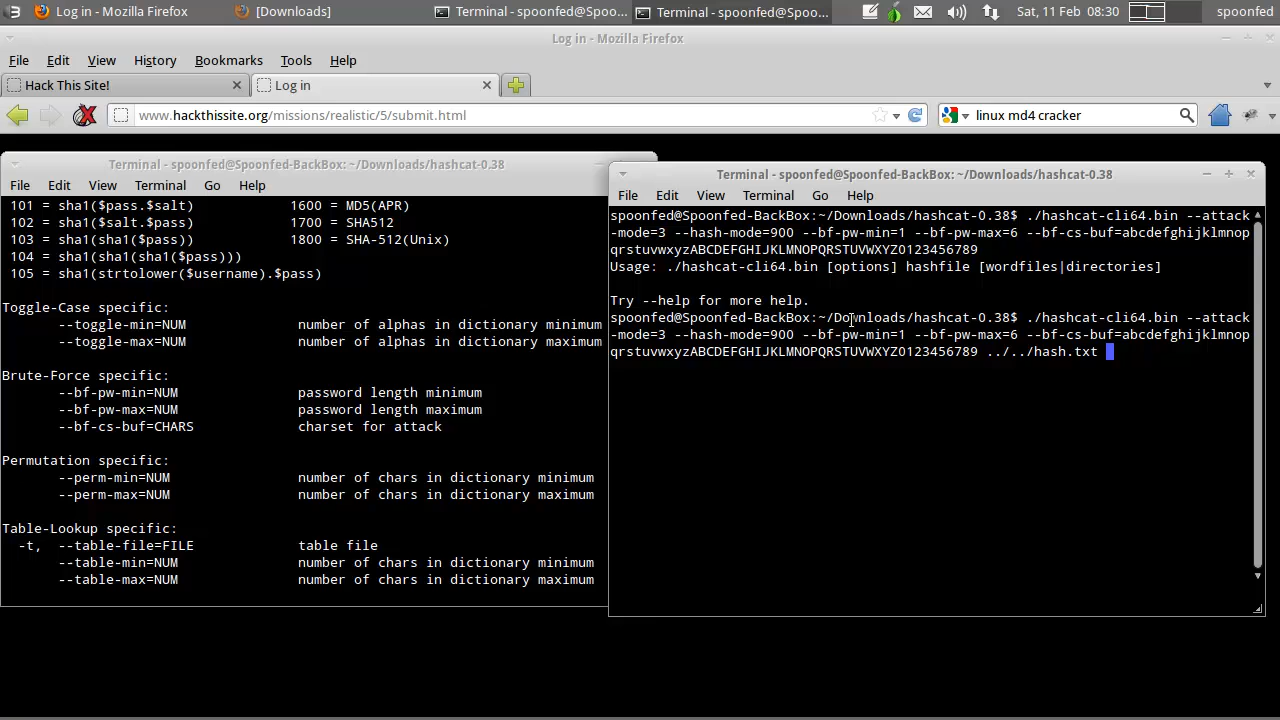 Log in - Mozilla Firefox
[Downloads]
Terminal - spoonfed@Spoo...
Terminal - spoonfed@Spoo...
Sat, 11 Feb 08:30
spoonfed
Log in - Mozilla Firefox
File Edit View History Bookmarks Tools Help
Hack This Site!
Log in
www.hackthissite.org/missions/realistic/5/submit.html
linux md4 cracker
Terminal - spoonfed@Spoonfed-BackBox: ~/Downloads/hashcat-0.38
File Edit View Terminal Go Help
101 = sha1($pass.$salt) 1600 = MD5(APR)
102 = sha1($salt.$pass) 1700 = SHA512
103 = sha1(sha1($pass)) 1800 = SHA-512(Unix)
104 = sha1(sha1(sha1($pass)))
105 = sha1(strtolower($username).$pass)
Toggle-Case specific:
--toggle-min=NUM number of alphas in dictionary minimum
--toggle-max=NUM number of alphas in dictionary maximum
Brute-Force specific:
--bf-pw-min=NUM password length minimum
--bf-pw-max=NUM password length maximum
--bf-cs-buf=CHARS charset for attack
Permutation specific:
--perm-min=NUM number of chars in dictionary minimum
--perm-max=NUM number of chars in dictionary maximum
Table-Lookup specific:
-t, --table-file=FILE table file
--table-min=NUM number of chars in dictionary minimum
--table-max=NUM number of chars in dictionary maximum
Terminal - spoonfed@Spoonfed-BackBox: ~/Downloads/hashcat-0.38
File Edit View Terminal Go Help
spoonfed@Spoonfed-BackBox:~/Downloads/hashcat-0.38$ ./hashcat-cli64.bin --attack
-mode=3 --hash-mode=900 --bf-pw-min=1 --bf-pw-max=6 --bf-cs-buf=abcdefghijklmnop
qrstuvwxyzABCDEFGHIJKLMNOPQRSTUVWXYZ0123456789
Usage: ./hashcat-cli64.bin [options] hashfile [wordfiles|directories]
Try --help for more help.
spoonfed@Spoonfed-BackBox:~/Downloads/hashcat-0.38$ ./hashcat-cli64.bin --attack
-mode=3 --hash-mode=900 --bf-pw-min=1 --bf-pw-max=6 --bf-cs-buf=abcdefghijklmnop
qrstuvwxyzABCDEFGHIJKLMNOPQRSTUVWXYZ0123456789 ../../hash.txt